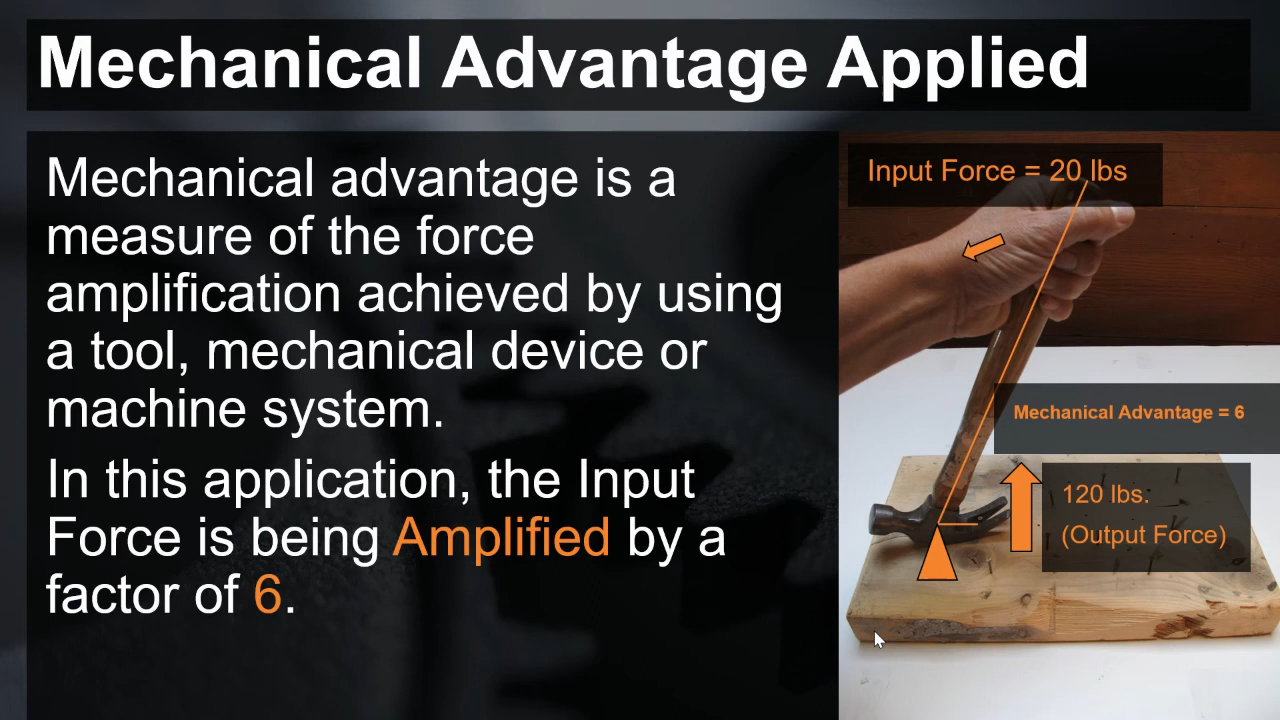 Mechanical Advantage Applied
Mechanical advantage is a
measure of the force
amplification achieved by using
a tool, mechanical device or
machine system.
In this application, the Input
Force is being Amplified by a
factor of 6.
Input Force = 20 lbs
Mechanical Advantage = 6
120 lbs.
(Output Force)